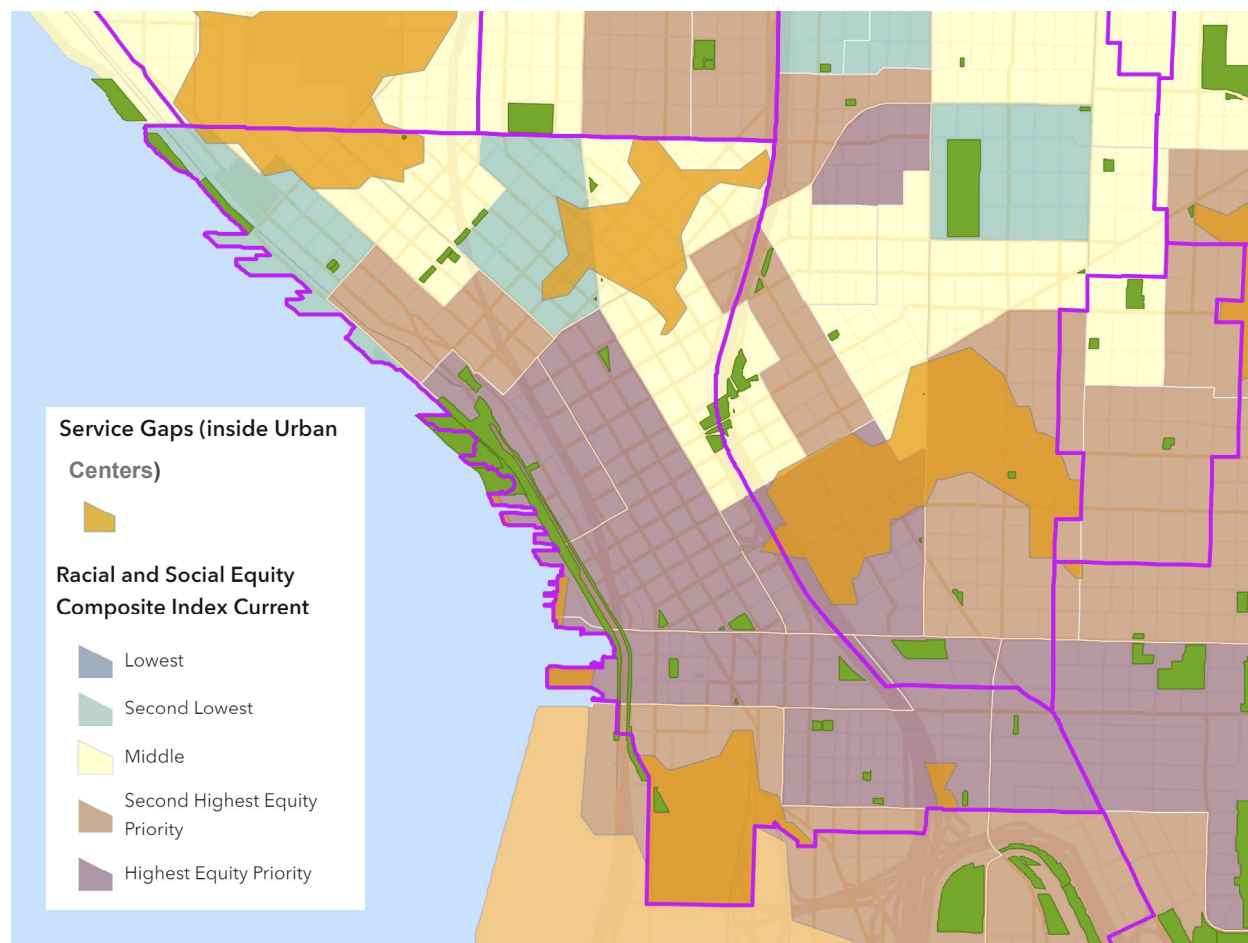 Service Gaps (inside Urban
Centers)
Racial and Social Equity
Composite Index Current
Lowest
Second Lowest
Middle
Second Highest Equity
Priority
Highest Equity Priority